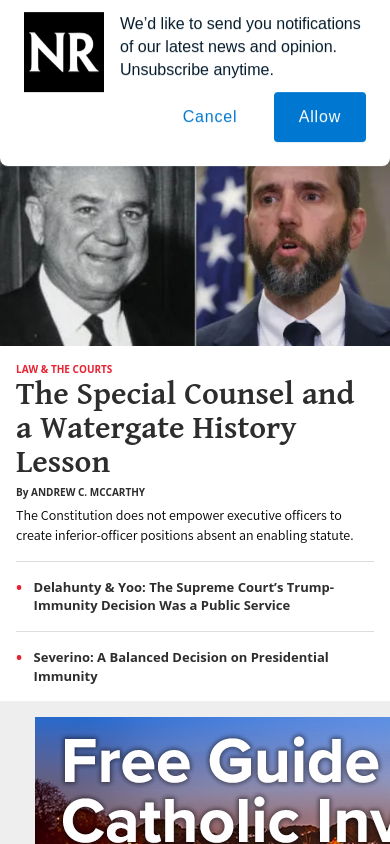 NR
We’d like to send you notifications
of our latest news and opinion.
Unsubscribe anytime.
Cancel
Allow
LAW & THE COURTS
The Special Counsel and
a Watergate History
Lesson
By ANDREW C. MCCARTHY
The Constitution does not empower executive officers to
create inferior-officer positions absent an enabling statute.
• Delahunty & Yoo: The Supreme Court’s Trump-
Immunity Decision Was a Public Service
• Severino: A Balanced Decision on Presidential
Immunity
Free Guide
Catholic Inv